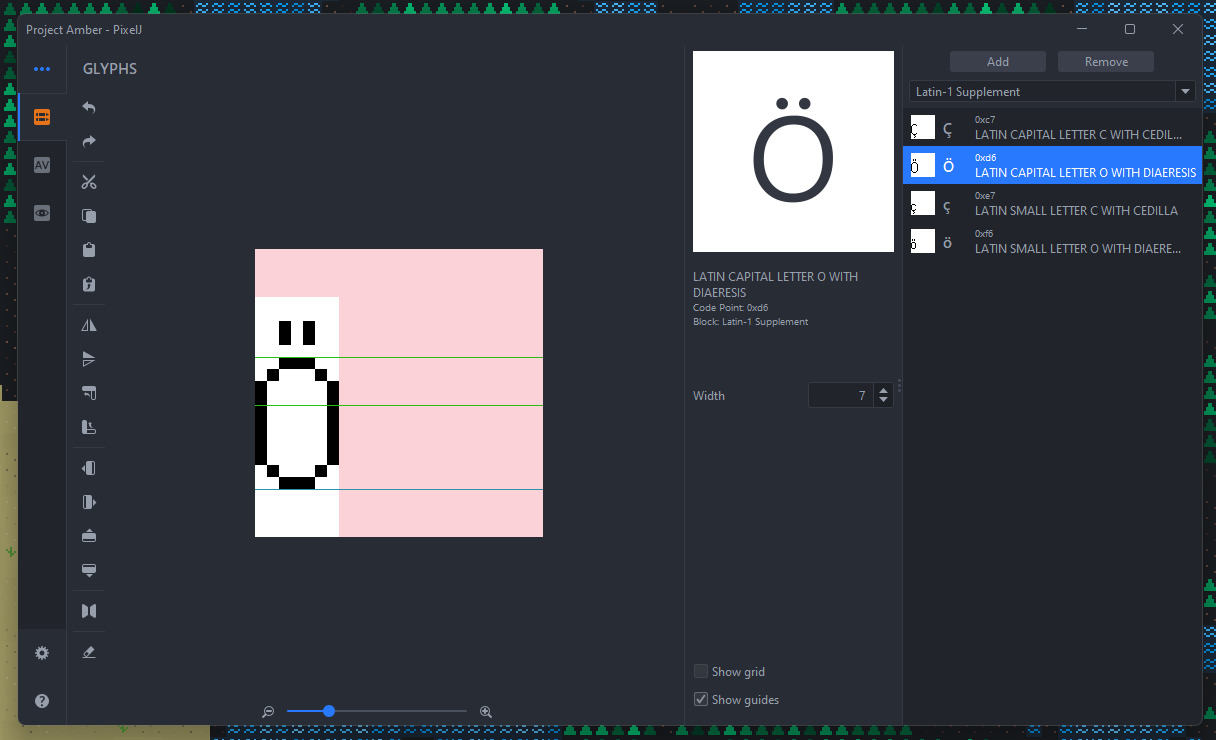 Project Amber - PixelJ
GLYPHS
AV
Ö
LATIN CAPITAL LETTER O WITH
DIAERESIS
Code Point: 0xd6
Block: Latin-1 Supplement
Width
7
Show grid
Show guides
Add
Remove
Latin-1 Supplement
Ç Ç
0xc7
LATIN CAPITAL LETTER C WITH CEDIL...
Ö Ö
0xd6
LATIN CAPITAL LETTER O WITH DIAERESIS
ç ç
0xe7
LATIN SMALL LETTER C WITH CEDILLA
ö ö
0xf6
LATIN SMALL LETTER O WITH DIAERE...